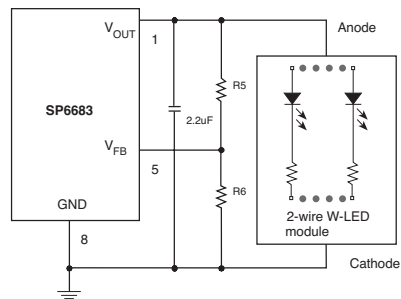 VOUT
1
Anode
SP6683
R5
2.2uF
VFB
5
R6
GND
8
2-wire W-LED
module
Cathode